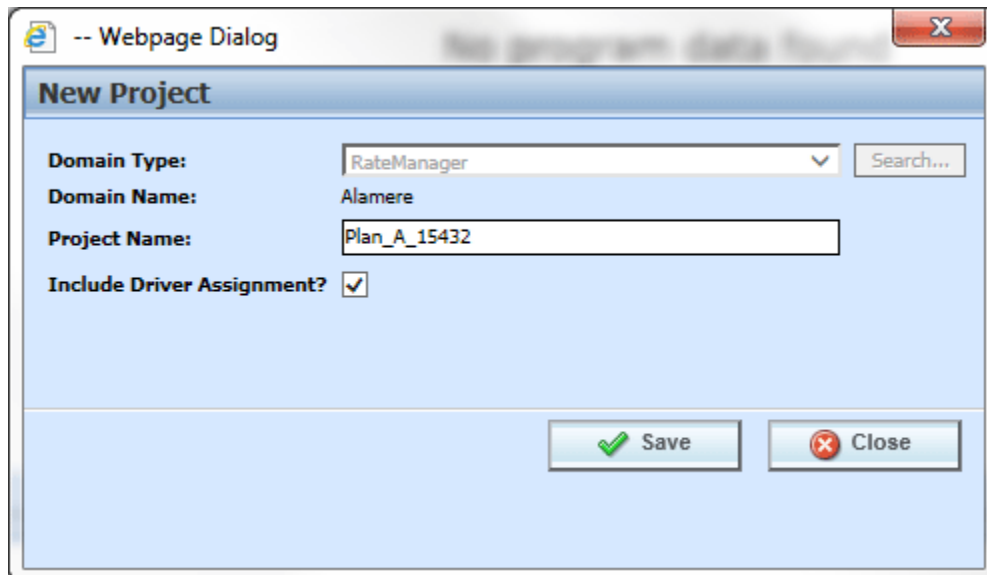 -- Webpage Dialog
No program data found
New Project
Domain Type: RateManager Search...
Domain Name: Alamere
Project Name: Plan_A_15432
Include Driver Assignment?
Save Close